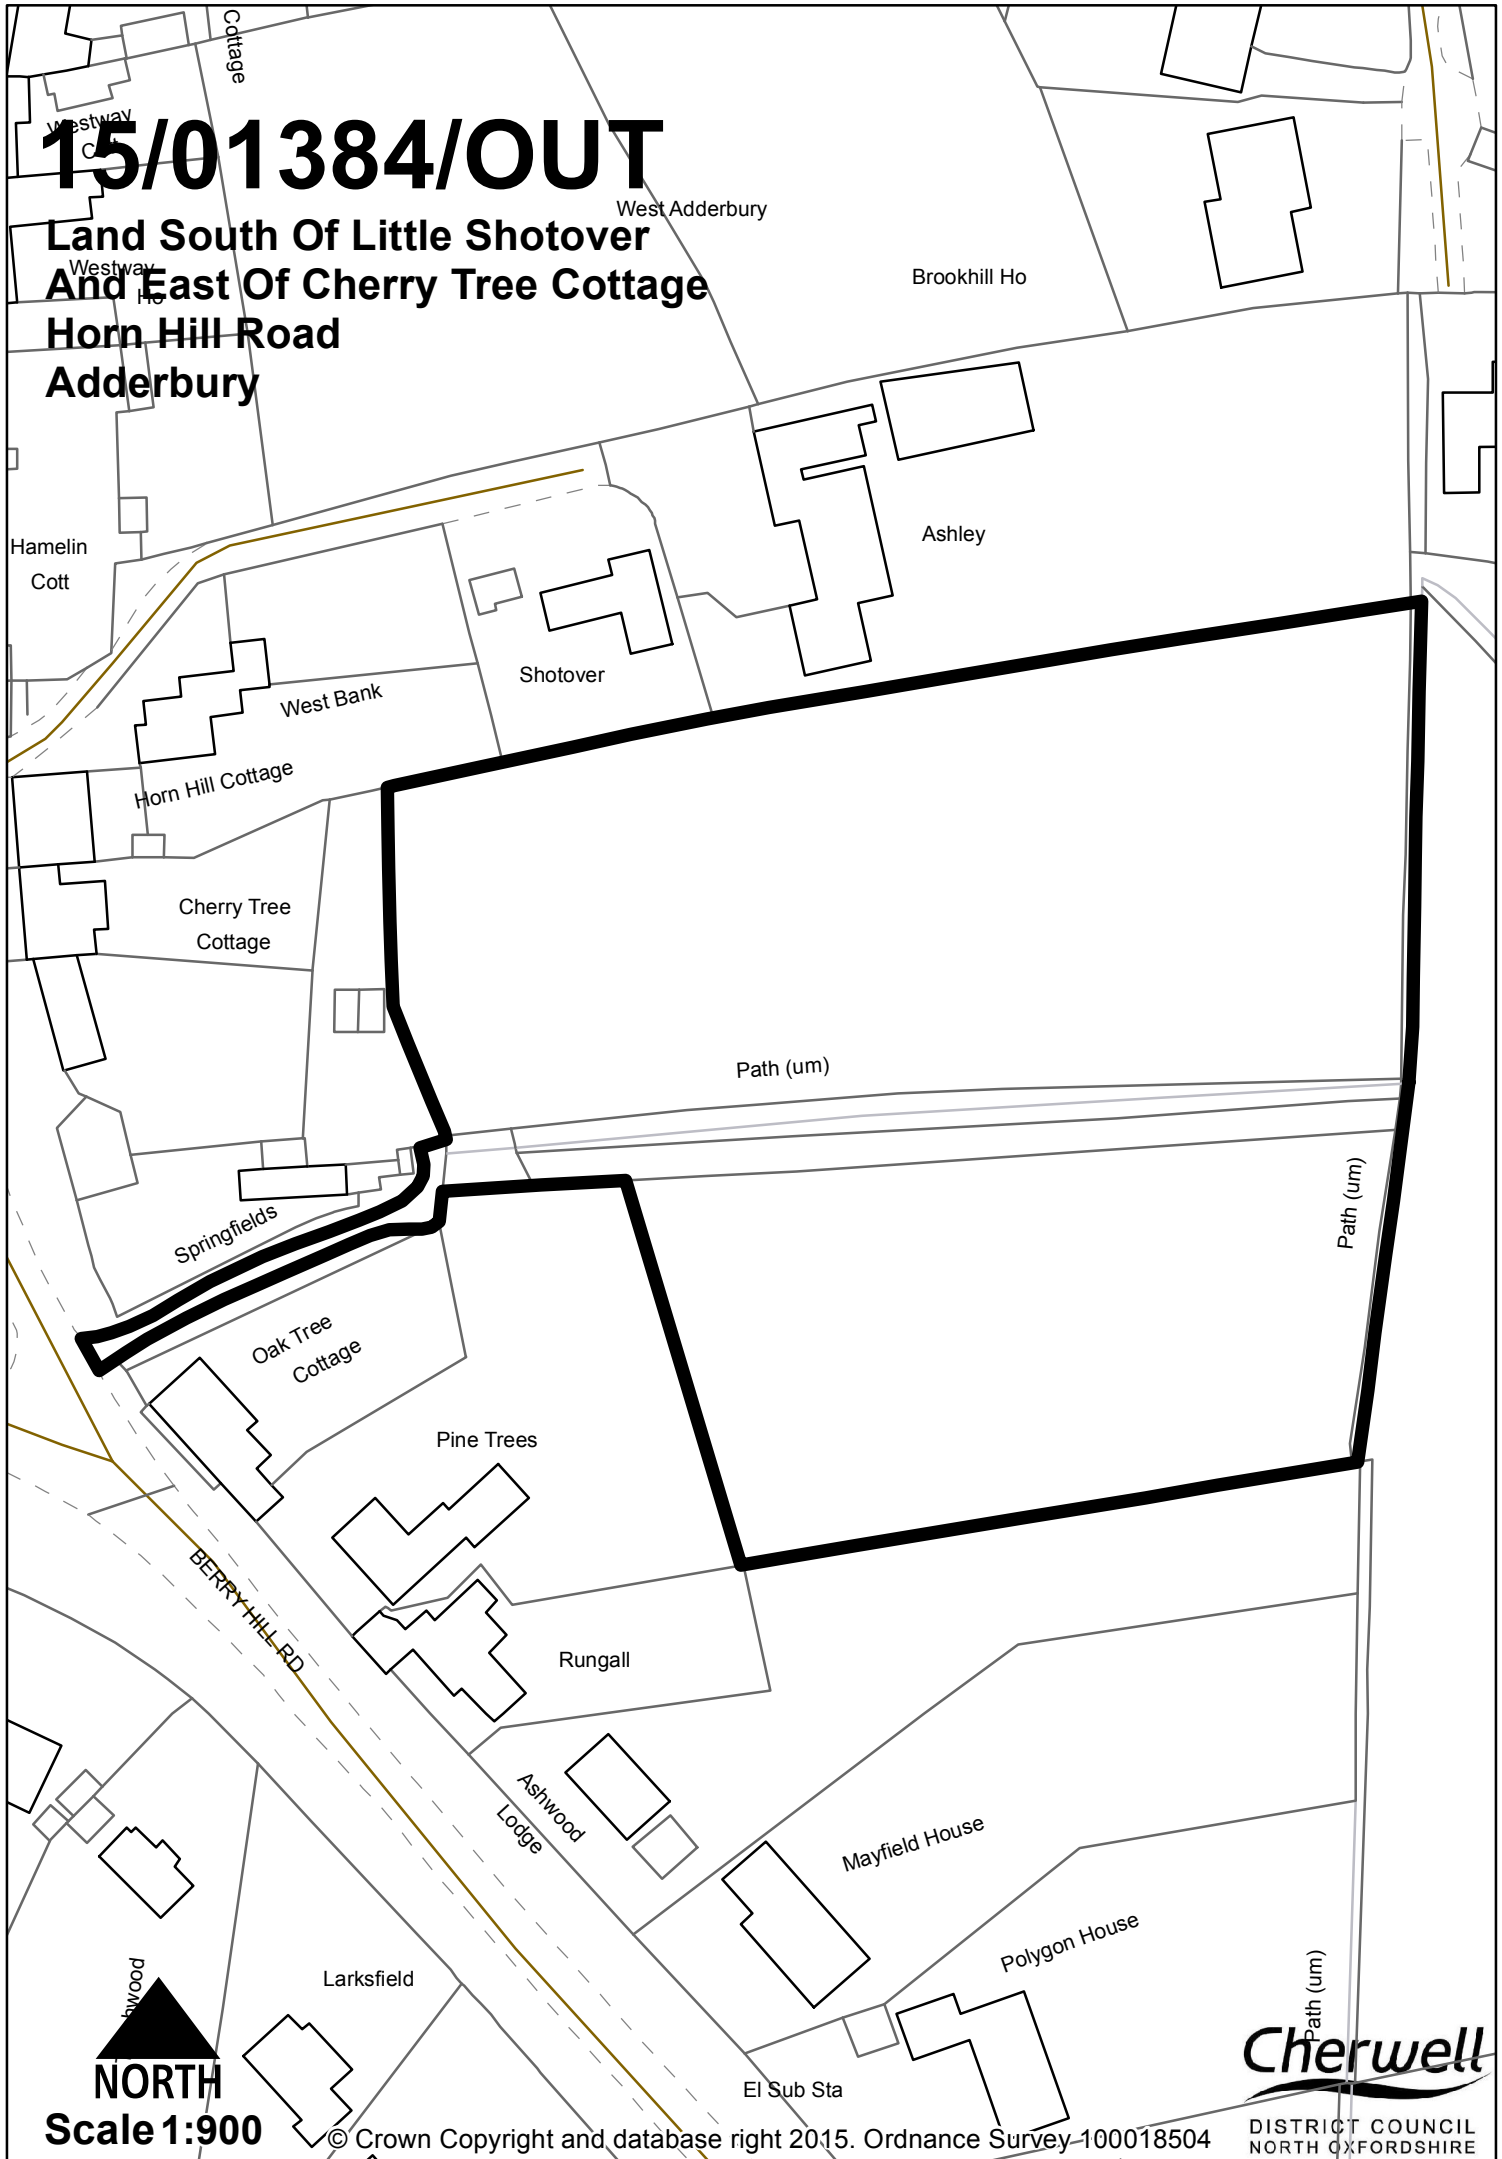 Cottage
Westway
15/01384/OUT
West Adderbury
Land South Of Little Shotover
Westway
Ho
And East Of Cherry Tree Cottage
Brookhill Ho
Horn Hill Road
Adderbury
Hamelin
Cott
Ashley
Shotover
West Bank
Horn Hill Cottage
Cherry Tree
Cottage
Path (um)
Path (um)
Springfields
Oak Tree
Cottage
Pine Trees
BERRY HILL RD
Rungall
Ashwood
Lodge
Mayfield House
Polygon House
Larksfield
Path (um)
El Sub Sta
NORTH
Scale 1:900
© Crown Copyright and database right 2015. Ordnance Survey 100018504
Cherwell
DISTRICT COUNCIL
NORTH OXFORDSHIRE